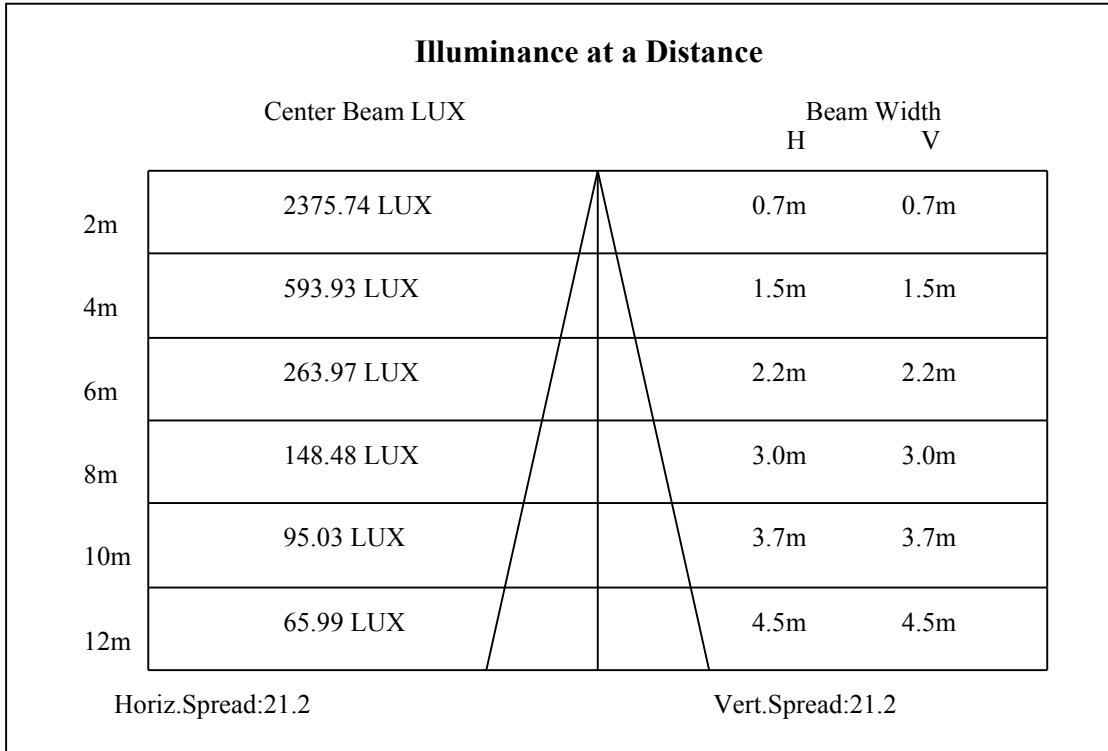 Illuminance at a Distance
Center Beam LUX Beam Width
H V
2m 2375.74 LUX 0.7m 0.7m
4m 593.93 LUX 1.5m 1.5m
6m 263.97 LUX 2.2m 2.2m
8m 148.48 LUX 3.0m 3.0m
10m 95.03 LUX 3.7m 3.7m
12m 65.99 LUX 4.5m 4.5m
Horiz.Spread:21.2 Vert.Spread:21.2